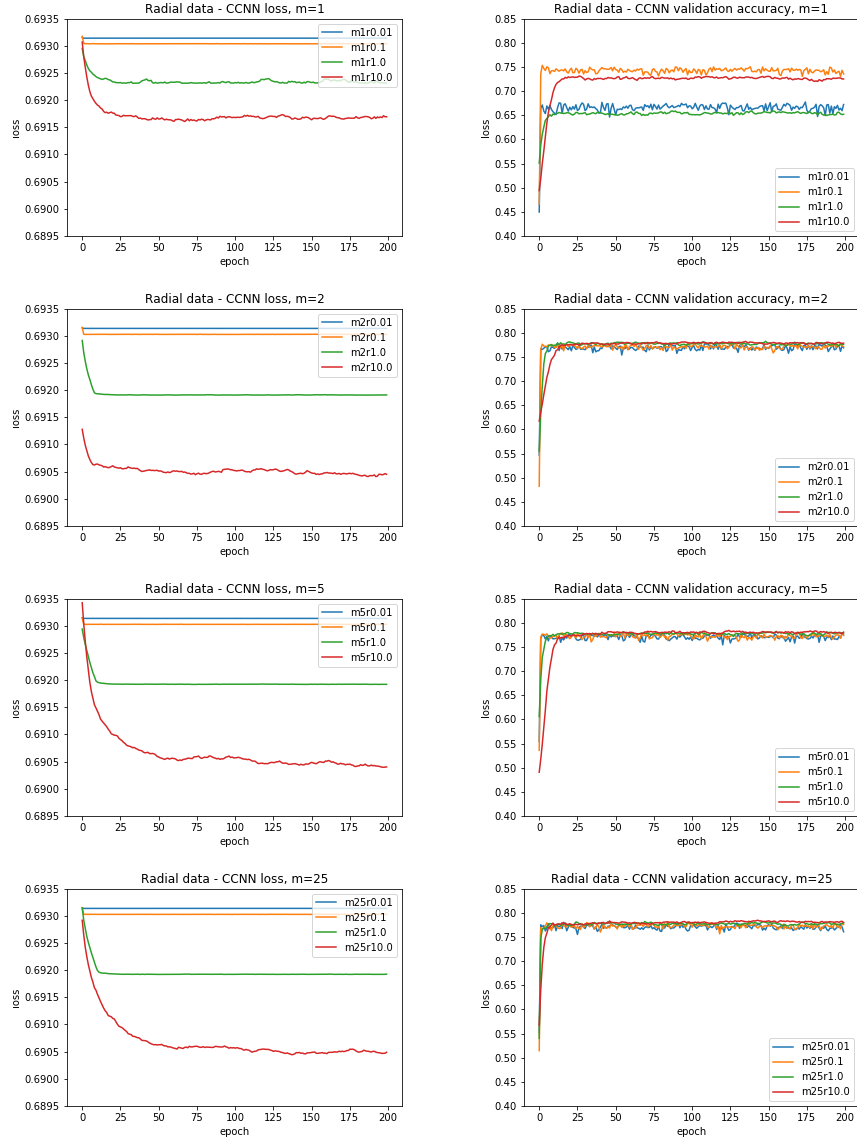 Radial data - CCNN loss, m=1
0.6935
0.6930
0.6925
0.6920
0.6915
0.6910
0.6905
0.6900
0.6895
loss
m1r0.01
m1r0.1
m1r1.0
m1r10.0
0 25 50 75 100 125 150 175 200
epoch
Radial data - CCNN validation accuracy, m=1
0.85
0.80
0.75
0.70
0.65
0.60
0.55
0.50
0.45
0.40
loss
m1r0.01
m1r0.1
m1r1.0
m1r10.0
0 25 50 75 100 125 150 175 200
epoch
Radial data - CCNN loss, m=2
0.6935
0.6930
0.6925
0.6920
0.6915
0.6910
0.6905
0.6900
0.6895
loss
m2r0.01
m2r0.1
m2r1.0
m2r10.0
0 25 50 75 100 125 150 175 200
epoch
Radial data - CCNN validation accuracy, m=2
0.85
0.80
0.75
0.70
0.65
0.60
0.55
0.50
0.45
0.40
loss
m2r0.01
m2r0.1
m2r1.0
m2r10.0
0 25 50 75 100 125 150 175 200
epoch
Radial data - CCNN loss, m=5
0.6935
0.6930
0.6925
0.6920
0.6915
0.6910
0.6905
0.6900
0.6895
loss
m5r0.01
m5r0.1
m5r1.0
m5r10.0
0 25 50 75 100 125 150 175 200
epoch
Radial data - CCNN validation accuracy, m=5
0.85
0.80
0.75
0.70
0.65
0.60
0.55
0.50
0.45
0.40
loss
m5r0.01
m5r0.1
m5r1.0
m5r10.0
0 25 50 75 100 125 150 175 200
epoch
Radial data - CCNN loss, m=25
0.6935
0.6930
0.6925
0.6920
0.6915
0.6910
0.6905
0.6900
0.6895
loss
m25r0.01
m25r0.1
m25r1.0
m25r10.0
0 25 50 75 100 125 150 175 200
epoch
Radial data - CCNN validation accuracy, m=25
0.85
0.80
0.75
0.70
0.65
0.60
0.55
0.50
0.45
0.40
loss
m25r0.01
m25r0.1
m25r1.0
m25r10.0
0 25 50 75 100 125 150 175 200
epoch